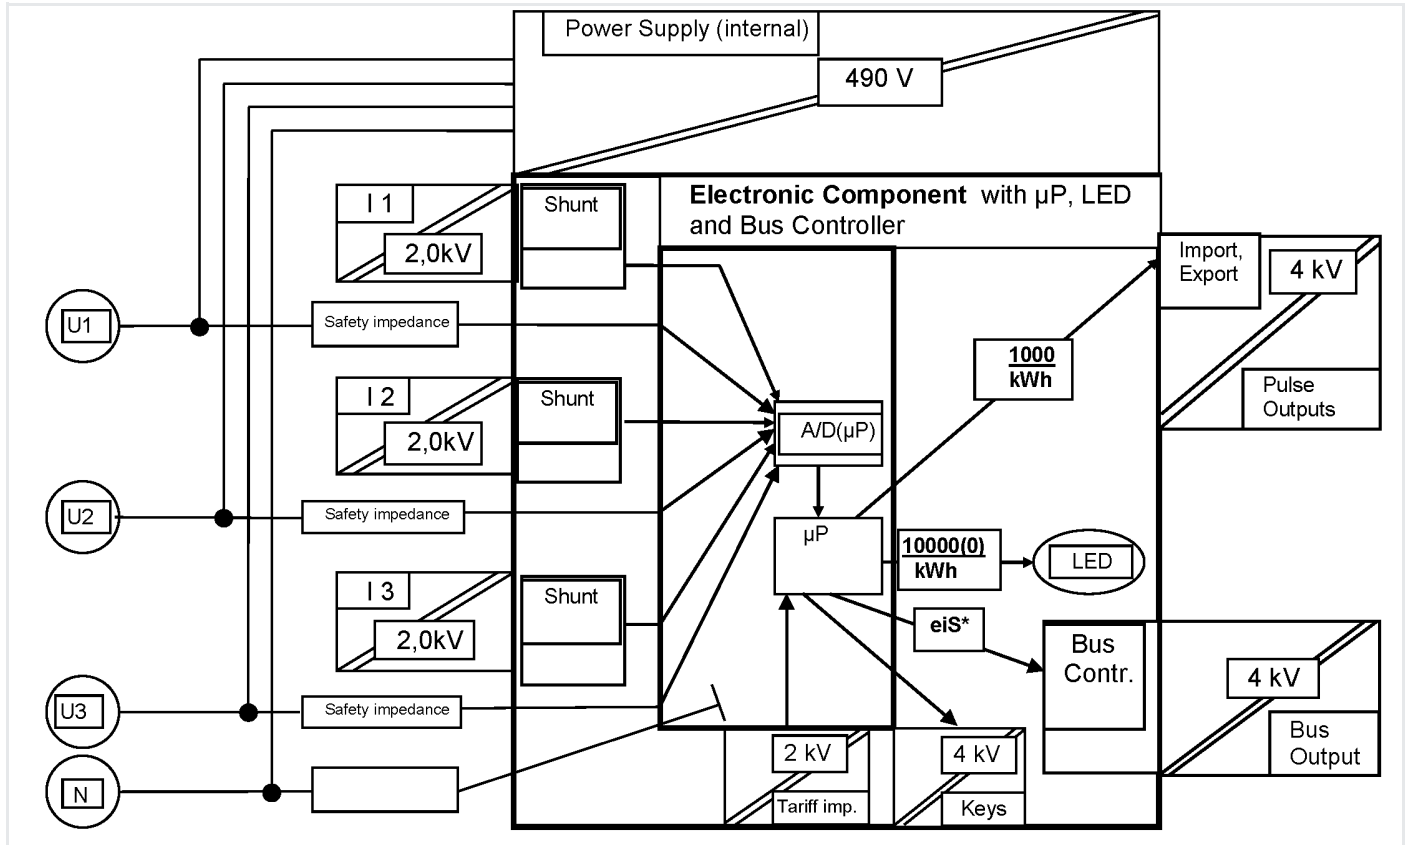 Power Supply (internal)
490 V
I 1
2,0kV
Shunt
Electronic Component with µP, LED
and Bus Controller
Import,
Export
4 kV
U1
Safety impedance
1000
kWh
I 2
2,0kV
Shunt
A/D(µP)
Pulse
Outputs
U2
Safety impedance
µP
10000(0)
kWh
LED
I 3
2,0kV
Shunt
eiS*
Bus
Contr.
4 kV
U3
Safety impedance
Bus
Output
2 kV
4 kV
N
Tariff imp.
Keys